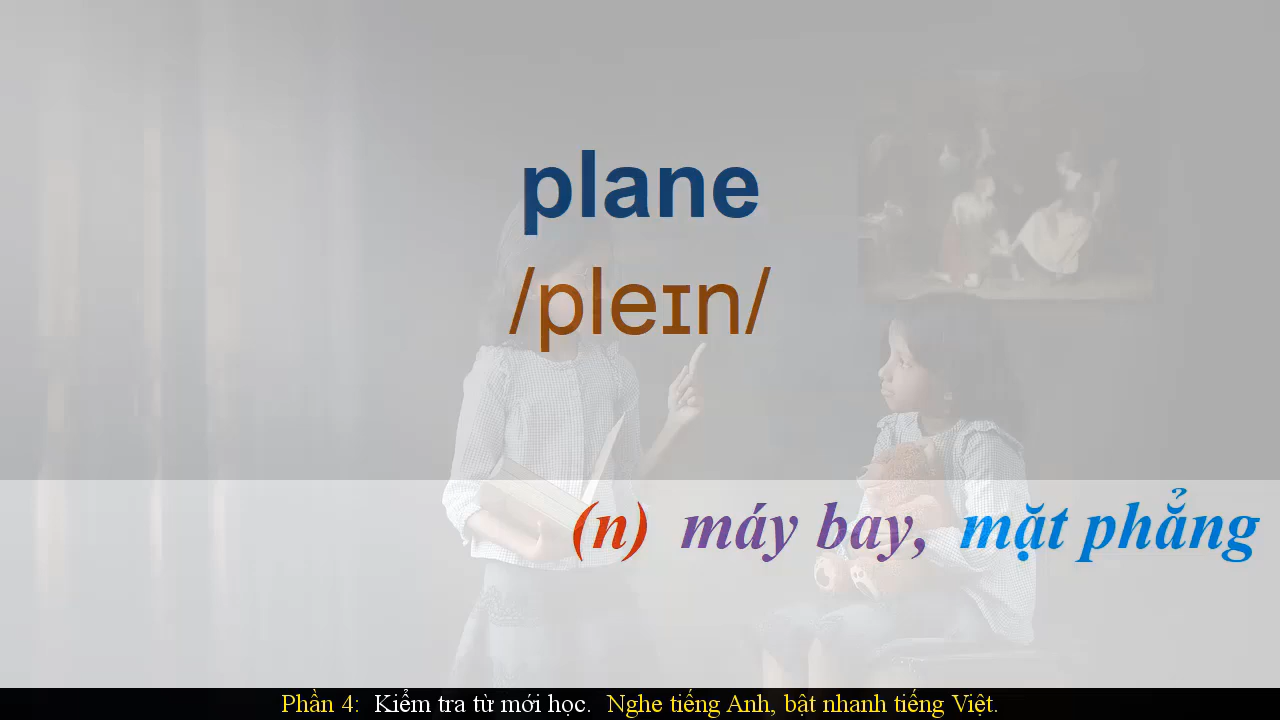 plane
/pleɪn/
(n) máy bay, mặt phẳng
Phần 4: Kiểm tra từ mới học. Nghe tiếng Anh, bật nhanh tiếng Việt.